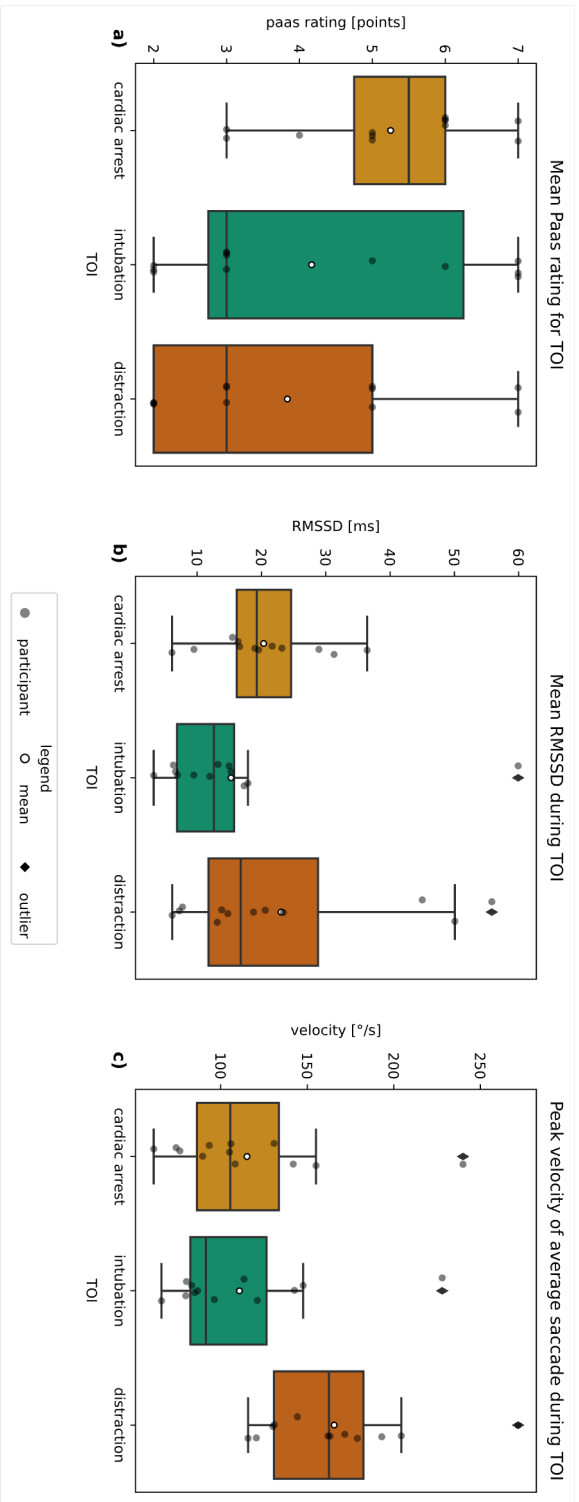 Mean Paas rating for TOI
paas rating [points]
7
6
5
4
3
2
cardiac arrest
intubation
distraction
TOI
a)
Mean RMSSD during TOI
RMSSD [ms]
60
50
40
30
20
10
cardiac arrest
intubation
distraction
TOI
b)
Peak velocity of average saccade during TOI
velocity [°/s]
250
200
150
100
cardiac arrest
intubation
distraction
TOI
c)
legend
participant mean outlier